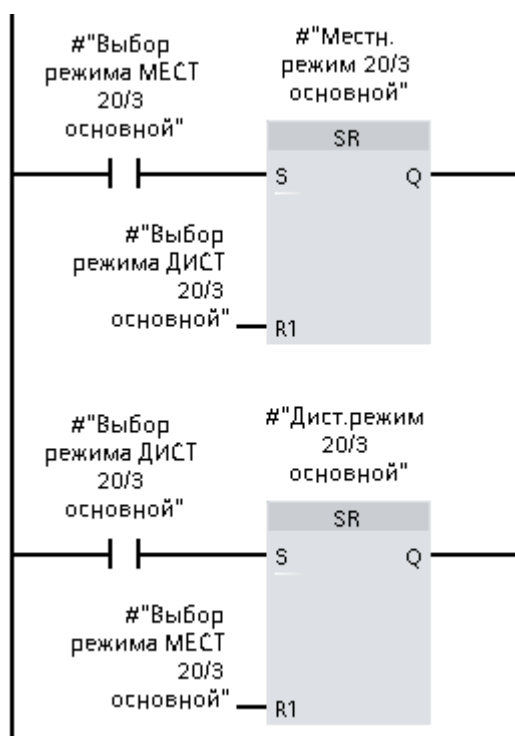 #"Выбор
режима МЕСТ
20/3
основной"
#"Местн.
режим 20/3
основной"
SR
S
Q
#"Выбор
режима ДИСТ
20/3
основной"
R1
#"Выбор
режима ДИСТ
20/3
основной"
#"Дист.режим
20/3
основной"
SR
S
Q
#"Выбор
режима МЕСТ
20/3
основной"
R1